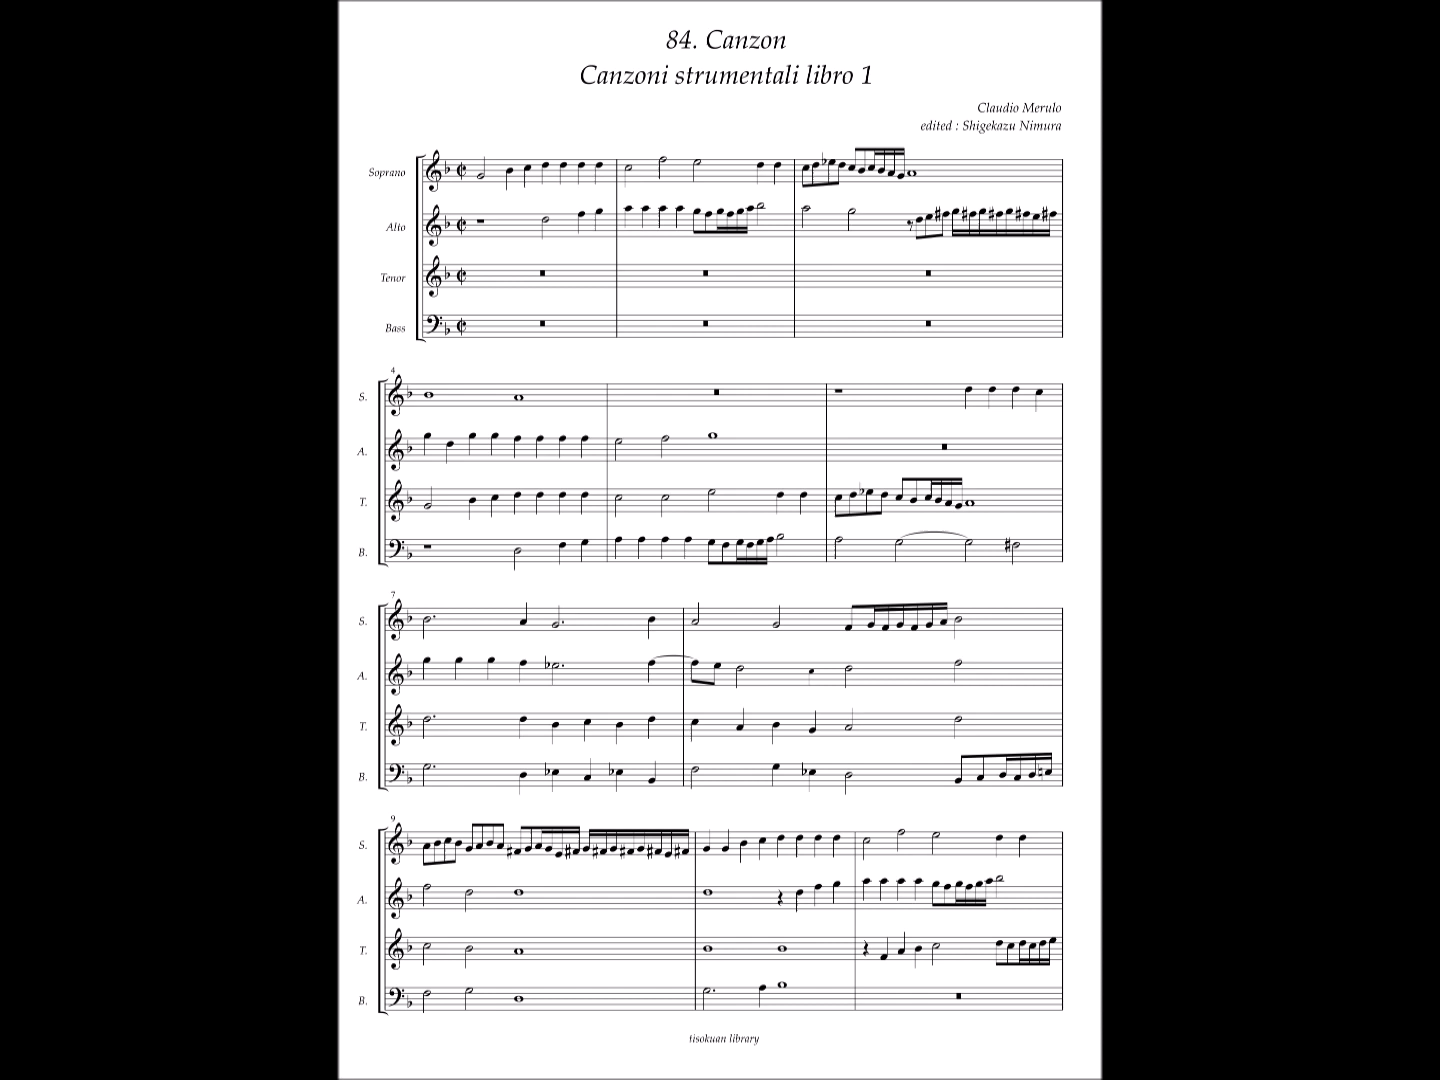 84. Canzon
Canzoni strumentali libro 1
Claudio Merulo
edited : Shigekazu Nimura
Soprano
Alto
Tenor
Bass
4
S.
A.
T.
B.
7
S.
A.
T.
B.
9
S.
A.
T.
B.
tisokuan library